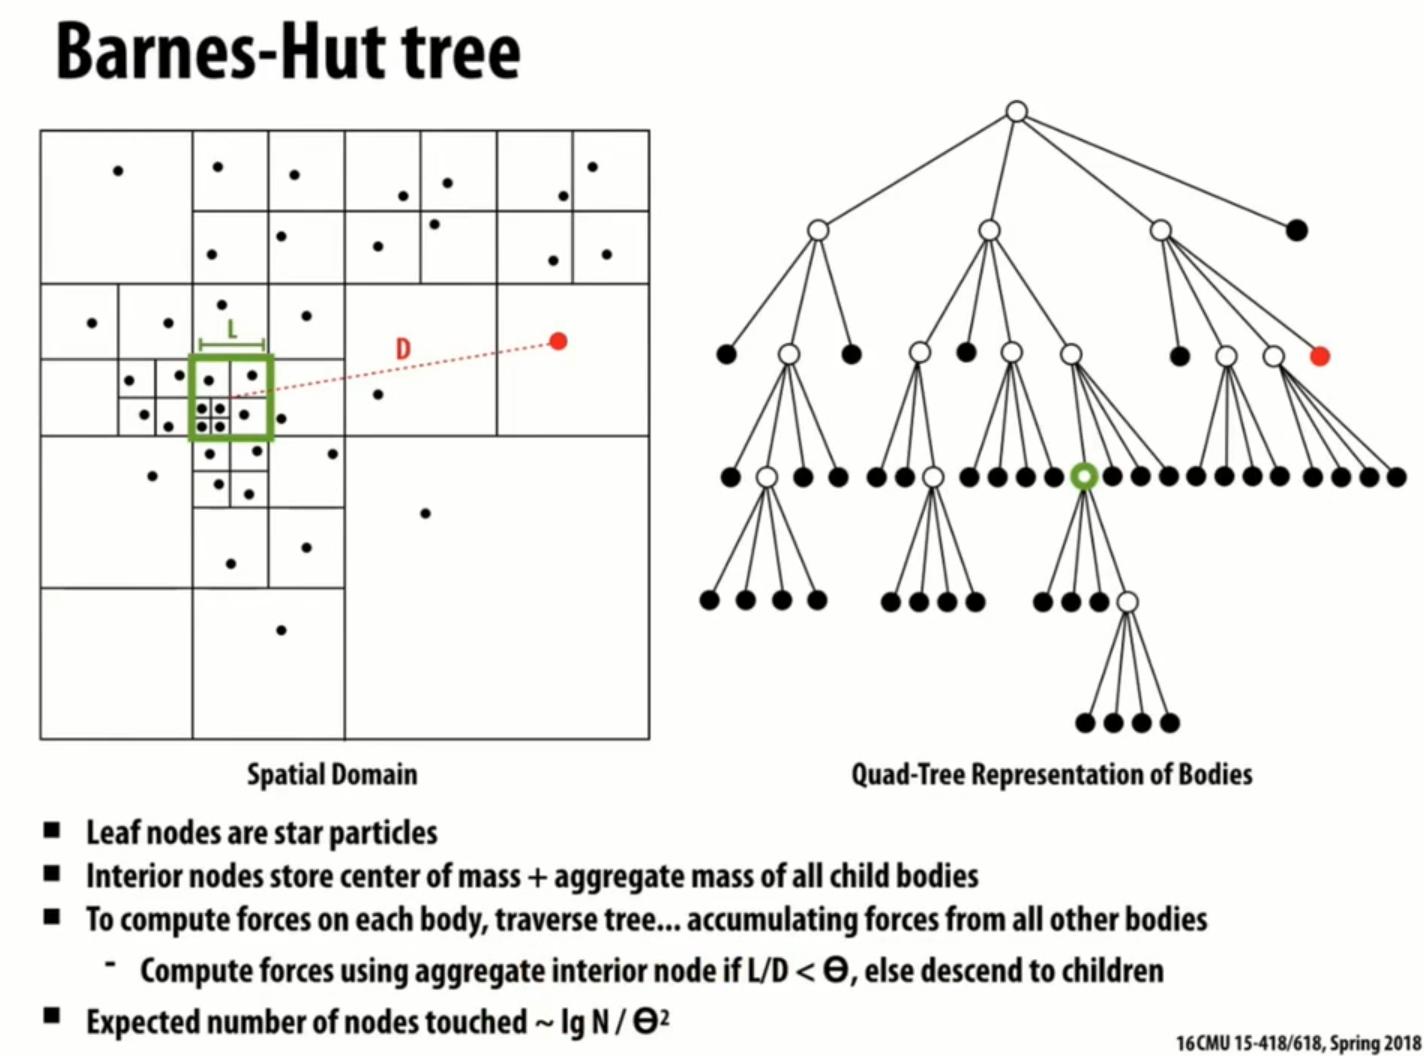 Barnes-Hut tree
L
D
Spatial Domain
Quad-Tree Representation of Bodies
Leaf nodes are star particles
Interior nodes store center of mass + aggregate mass of all child bodies
To compute forces on each body, traverse tree... accumulating forces from all other bodies
- Compute forces using aggregate interior node if L/D < Ө, else descend to children
Expected number of nodes touched ~ lg N / Ө²
16 CMU 15-418/618, Spring 2018